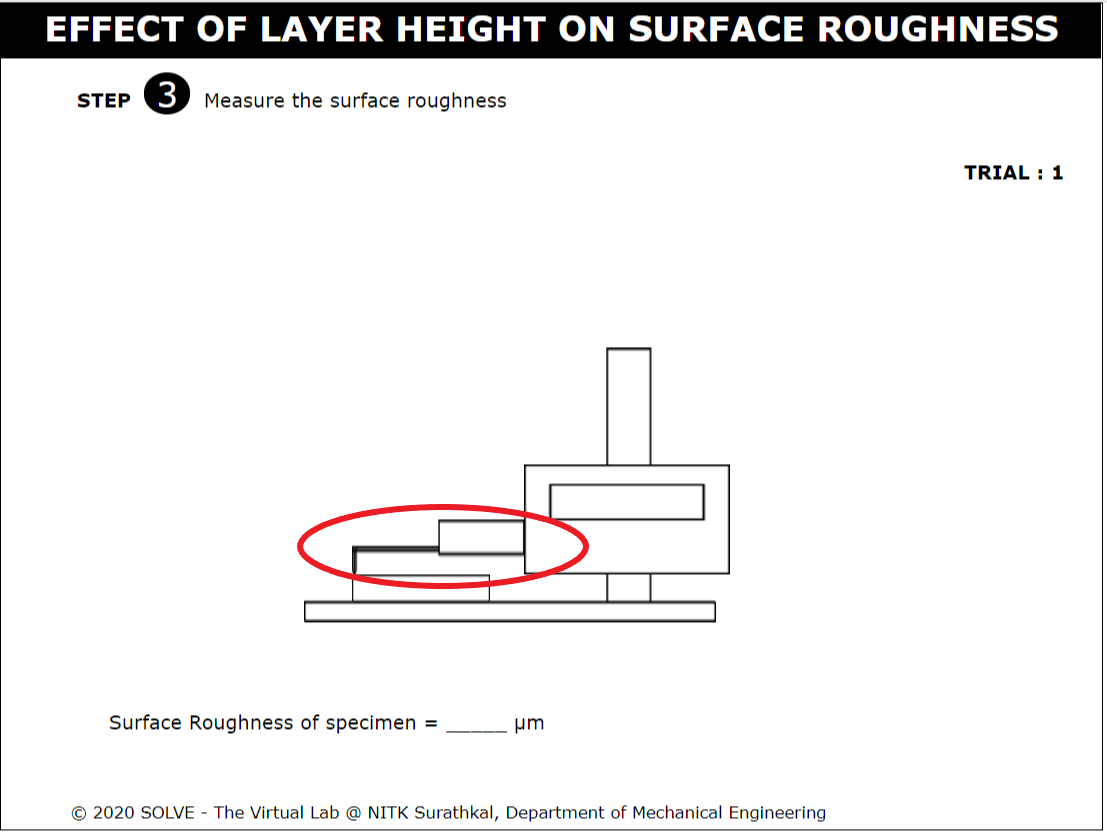 EFFECT OF LAYER HEIGHT ON SURFACE ROUGHNESS
STEP 3 Measure the surface roughness
TRIAL : 1
Surface Roughness of specimen = _____ μm
© 2020 SOLVE - The Virtual Lab @ NITK Surathkal, Department of Mechanical Engineering